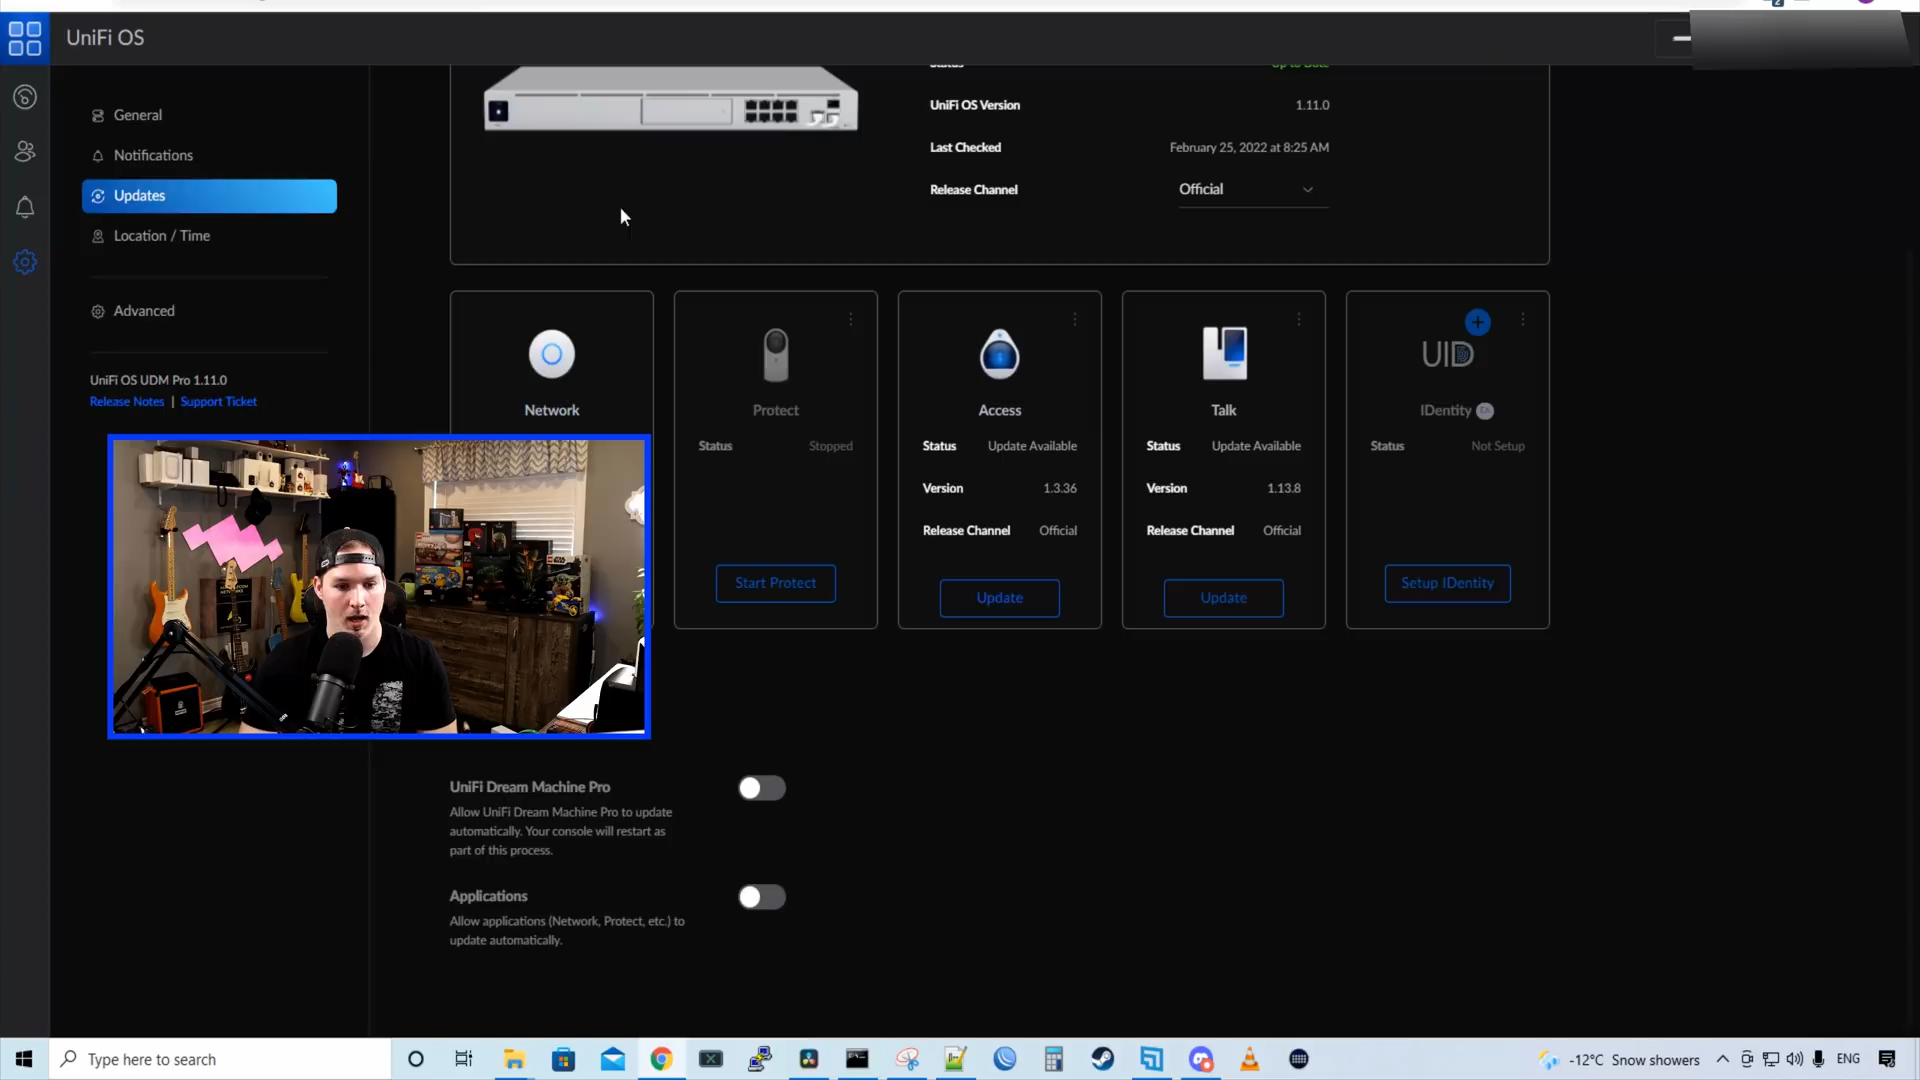 UniFi OS
Status Up to Date
General
UniFi OS Version 1.11.0
Notifications
Last Checked February 25, 2022 at 8:25 AM
Updates
Release Channel Official
Location / Time
Advanced
UniFi OS UDM Pro 1.11.0
Release Notes | Support Ticket
Network
Protect
Status Stopped
Start Protect
Access
Status Update Available
Version 1.3.36
Release Channel Official
Update
Talk
Status Update Available
Version 1.13.8
Release Channel Official
Update
UID
IDentity EA
Status Not Setup
Setup IDentity
UniFi Dream Machine Pro
Allow UniFi Dream Machine Pro to update
automatically. Your console will restart as
part of this process.
Applications
Allow applications (Network, Protect, etc.) to
update automatically.
Type here to search
-12°C Snow showers
ENG